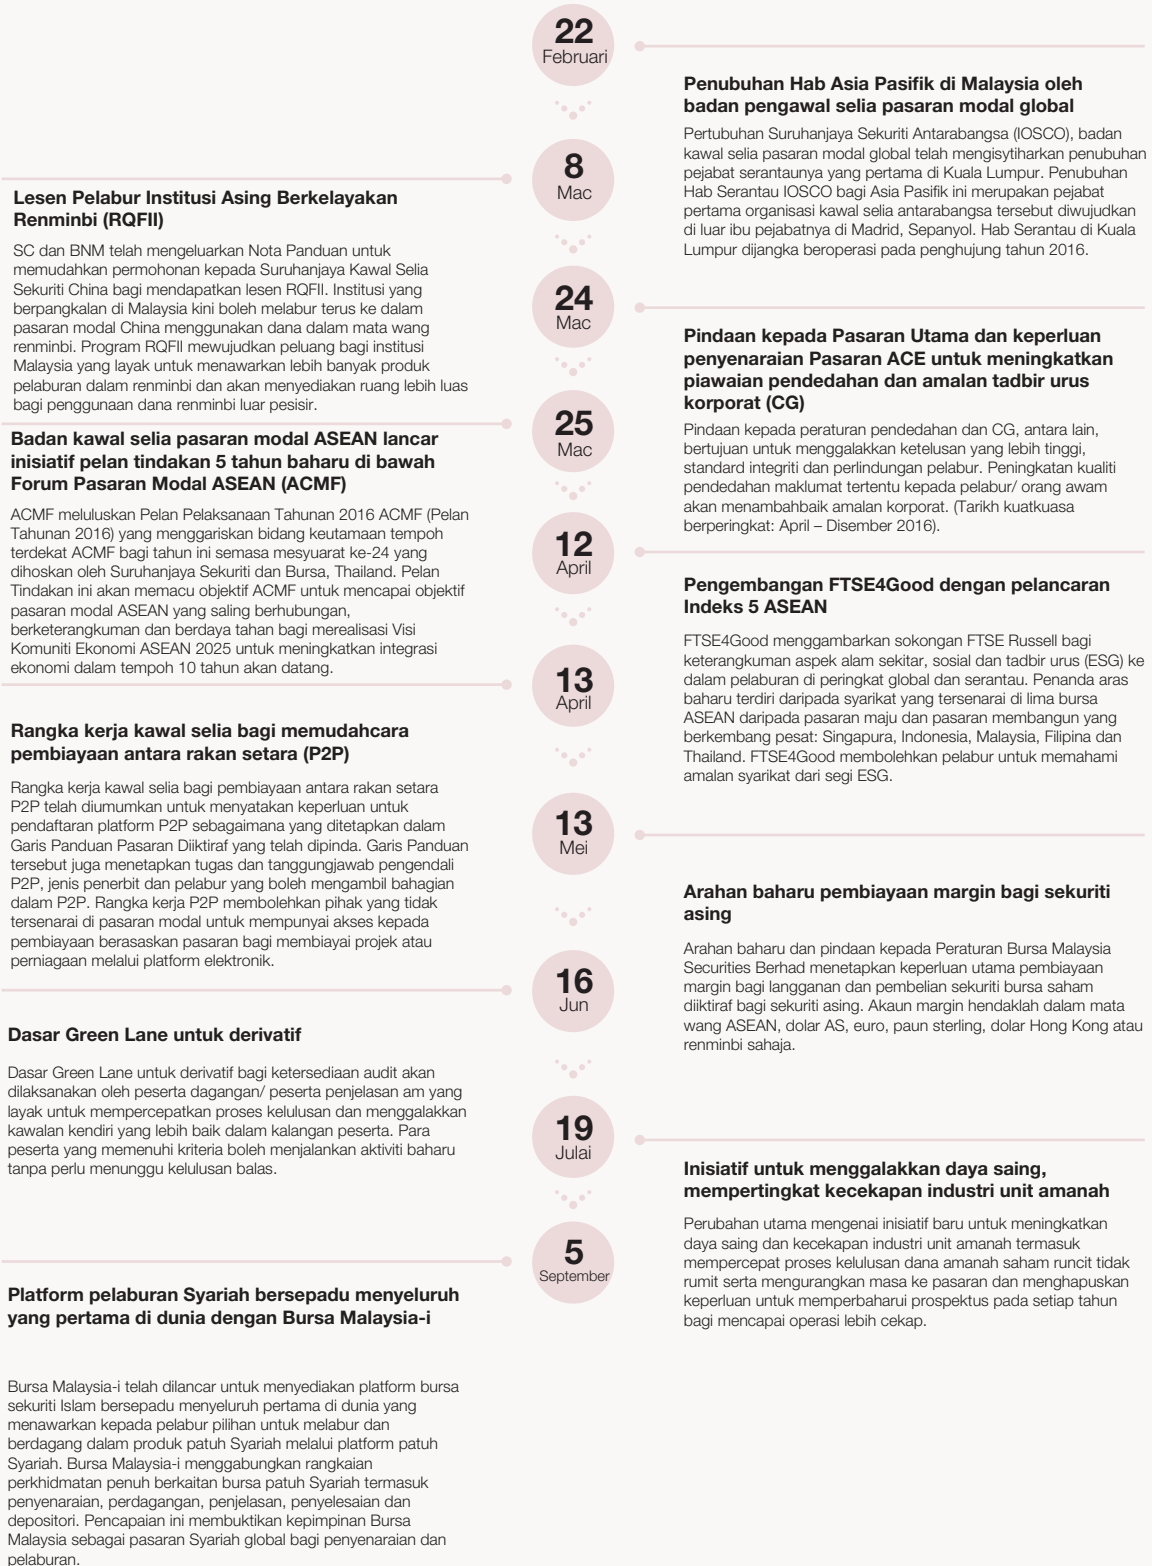 22
Februari
Penubuhan Hab Asia Pasifik di Malaysia oleh
badan pengawal selia pasaran modal global
Pertubuhan Suruhanjaya Sekuriti Antarabangsa (IOSCO), badan
kawal selia pasaran modal global telah mengisytiharkan penubuhan
pejabat serantaunya yang pertama di Kuala Lumpur. Penubuhan
Hab Serantau IOSCO bagi Asia Pasifik ini merupakan pejabat
pertama organisasi kawal selia antarabangsa tersebut diwujudkan
di luar ibu pejabatnya di Madrid, Sepanyol. Hab Serantau di Kuala
Lumpur dijangka beroperasi pada penghujung tahun 2016.
8
Mac
Lesen Pelabur Institusi Asing Berkelayakan
Renminbi (RQFII)
SC dan BNM telah mengeluarkan Nota Panduan untuk
memudahkan permohonan kepada Suruhanjaya Kawal Selia
Sekuriti China bagi mendapatkan lesen RQFII. Institusi yang
berpangkalan di Malaysia kini boleh melabur terus ke dalam
pasaran modal China menggunakan dana dalam mata wang
renminbi. Program RQFII mewujudkan peluang bagi institusi
Malaysia yang layak untuk menawarkan lebih banyak produk
pelaburan dalam renminbi dan akan menyediakan ruang lebih luas
bagi penggunaan dana renminbi luar pesisir.
24
Mac
Pindaan kepada Pasaran Utama dan keperluan
penyenaraian Pasaran ACE untuk meningkatkan
piawaian pendedahan dan amalan tadbir urus
korporat (CG)
Pindaan kepada peraturan pendedahan dan CG, antara lain,
bertujuan untuk menggalakkan ketelusan yang lebih tinggi,
standard integriti dan perlindungan pelabur. Peningkatan kualiti
pendedahan maklumat tertentu kepada pelabur/ orang awam
akan menambahbaik amalan korporat. (Tarikh kuatkuasa
berperingkat: April – Disember 2016).
25
Mac
Badan kawal selia pasaran modal ASEAN lancar
inisiatif pelan tindakan 5 tahun baharu di bawah
Forum Pasaran Modal ASEAN (ACMF)
ACMF meluluskan Pelan Pelaksanaan Tahunan 2016 ACMF (Pelan
Tahunan 2016) yang menggariskan bidang keutamaan tempoh
terdekat ACMF bagi tahun ini semasa mesyuarat ke-24 yang
dihoskan oleh Suruhanjaya Sekuriti dan Bursa, Thailand. Pelan
Tindakan ini akan memacu objektif ACMF untuk mencapai objektif
pasaran modal ASEAN yang saling berhubungan,
berketerangkuman dan berdaya tahan bagi merealisasi Visi
Komuniti Ekonomi ASEAN 2025 untuk meningkatkan integrasi
ekonomi dalam tempoh 10 tahun akan datang.
12
April
Pengembangan FTSE4Good dengan pelancaran
Indeks 5 ASEAN
FTSE4Good menggambarkan sokongan FTSE Russell bagi
keterangkuman aspek alam sekitar, sosial dan tadbir urus (ESG) ke
dalam pelaburan di peringkat global dan serantau. Penanda aras
baharu terdiri daripada syarikat yang tersenarai di lima bursa
ASEAN daripada pasaran maju dan pasaran membangun yang
berkembang pesat: Singapura, Indonesia, Malaysia, Filipina dan
Thailand. FTSE4Good membolehkan pelabur untuk memahami
amalan syarikat dari segi ESG.
13
April
Rangka kerja kawal selia bagi memudahcara
pembiayaan antara rakan setara (P2P)
Rangka kerja kawal selia bagi pembiayaan antara rakan setara
P2P telah diumumkan untuk menyatakan keperluan untuk
pendaftaran platform P2P sebagaimana yang ditetapkan dalam
Garis Panduan Pasaran Diiktiraf yang telah dipinda. Garis Panduan
tersebut juga menetapkan tugas dan tanggungjawab pengendali
P2P, jenis penerbit dan pelabur yang boleh mengambil bahagian
dalam P2P. Rangka kerja P2P membolehkan pihak yang tidak
tersenarai di pasaran modal untuk mempunyai akses kepada
pembiayaan berasaskan pasaran bagi membiayai projek atau
perniagaan melalui platform elektronik.
13
Mei
Arahan baharu pembiayaan margin bagi sekuriti
asing
Arahan baharu dan pindaan kepada Peraturan Bursa Malaysia
Securities Berhad menetapkan keperluan utama pembiayaan
margin bagi langganan dan pembelian sekuriti bursa saham
diiktiraf bagi sekuriti asing. Akaun margin hendaklah dalam mata
wang ASEAN, dolar AS, euro, paun sterling, dolar Hong Kong atau
renminbi sahaja.
16
Jun
Dasar Green Lane untuk derivatif
Dasar Green Lane untuk derivatif bagi ketersediaan audit akan
dilaksanakan oleh peserta dagangan/ peserta penjelasan am yang
layak untuk mempercepatkan proses kelulusan dan menggalakkan
kawalan kendiri yang lebih baik dalam kalangan peserta. Para
peserta yang memenuhi kriteria boleh menjalankan aktiviti baharu
tanpa perlu menunggu kelulusan balas.
19
Julai
Inisiatif untuk menggalakkan daya saing,
mempertingkat kecekapan industri unit amanah
Perubahan utama mengenai inisiatif baru untuk meningkatkan
daya saing dan kecekapan industri unit amanah termasuk
mempercepat proses kelulusan dana amanah saham runcit tidak
rumit serta mengurangkan masa ke pasaran dan menghapuskan
keperluan untuk memperbaharui prospektus pada setiap tahun
bagi mencapai operasi lebih cekap.
5
September
Platform pelaburan Syariah bersepadu menyeluruh
yang pertama di dunia dengan Bursa Malaysia-i
Bursa Malaysia-i telah dilancar untuk menyediakan platform bursa
sekuriti Islam bersepadu menyeluruh pertama di dunia yang
menawarkan kepada pelabur pilihan untuk melabur dan
berdagang dalam produk patuh Syariah melalui platform patuh
Syariah. Bursa Malaysia-i menggabungkan rangkaian
perkhidmatan penuh berkaitan bursa patuh Syariah termasuk
penyenaraian, perdagangan, penjelasan, penyelesaian dan
depositori. Pencapaian ini membuktikan kepimpinan Bursa
Malaysia sebagai pasaran Syariah global bagi penyenaraian dan
pelaburan.